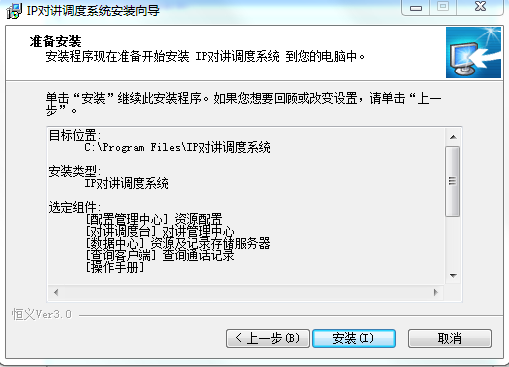 IP对讲调度系统安装向导
准备安装
安装程序现在准备开始安装 IP对讲调度系统 到您的电脑中。
单击“安装”继续此安装程序。如果您想要回顾或改变设置，请单击“上一
步”。
目标位置:
C:\Program Files\IP对讲调度系统
安装类型:
IP对讲调度系统
选定组件:
[配置管理中心] 资源配置
[对讲调度台] 对讲管理中心
[数据中心] 资源及记录存储服务器
[查询客户端] 查询通话记录
[操作手册]
恒义Ver3.0
< 上一步(B)
安装(I)
取消